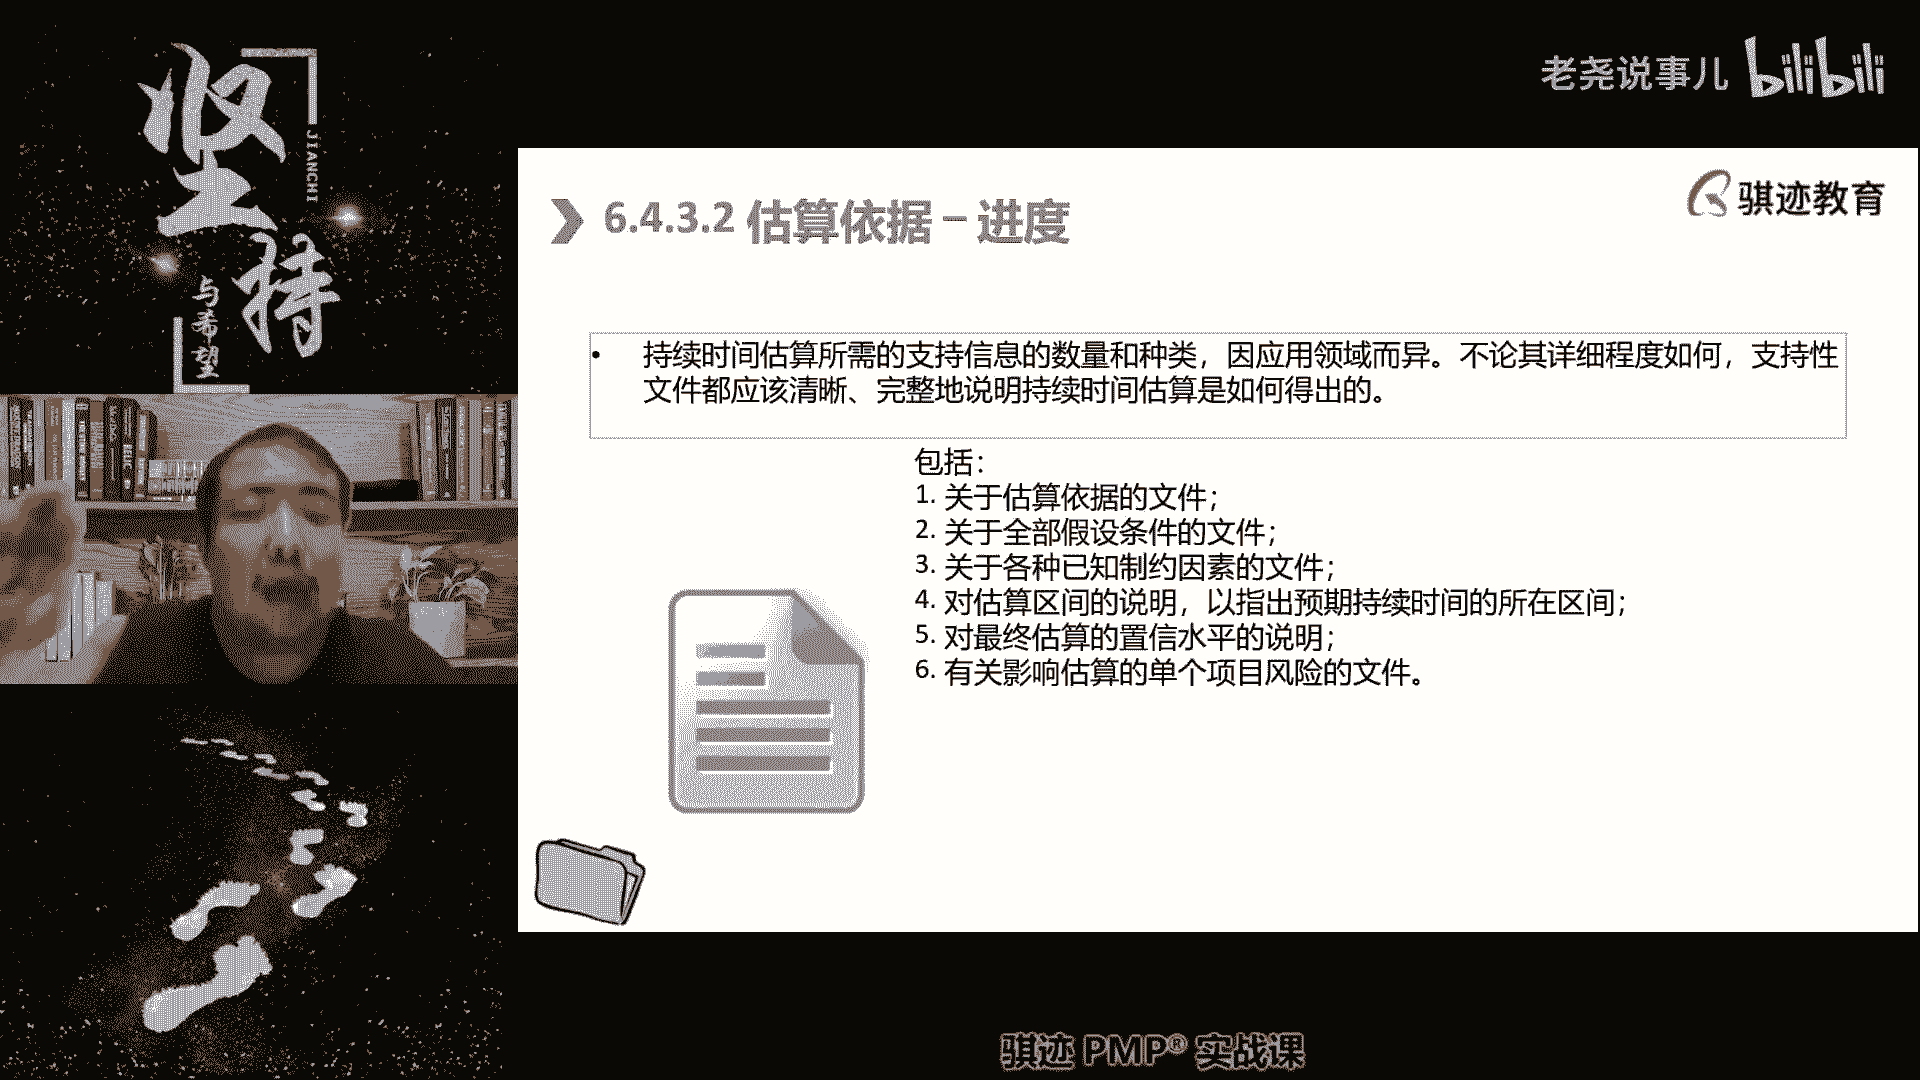 坚持
JIANCHI
与希望
老尧说事儿 bilibili
骐迹教育
6.4.3.2 估算依据 – 进度
• 持续时间估算所需的支持信息的数量和种类，因应用领域而异。不论其详细程度如何，支持性
文件都应该清晰、完整地说明持续时间估算是如何得出的。
包括：
1. 关于估算依据的文件；
2. 关于全部假设条件的文件；
3. 关于各种已知制约因素的文件；
4. 对估算区间的说明，以指出预期持续时间的所在区间；
5. 对最终估算的置信水平的说明；
6. 有关影响估算的单个项目风险的文件。
骐迹 PMP® 实战课